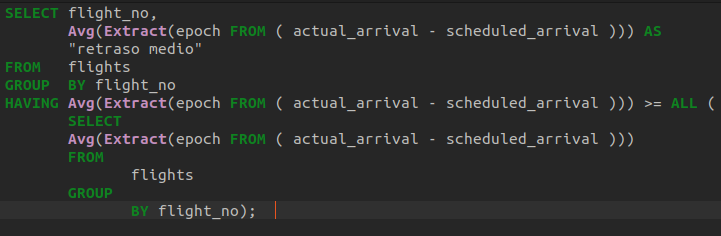 SELECT flight_no,
Avg(Extract(epoch FROM ( actual_arrival - scheduled_arrival ))) AS
"retraso medio"
FROM flights
GROUP BY flight_no
HAVING Avg(Extract(epoch FROM ( actual_arrival - scheduled_arrival ))) >= ALL (
SELECT
Avg(Extract(epoch FROM ( actual_arrival - scheduled_arrival )))
FROM
flights
GROUP
BY flight_no);